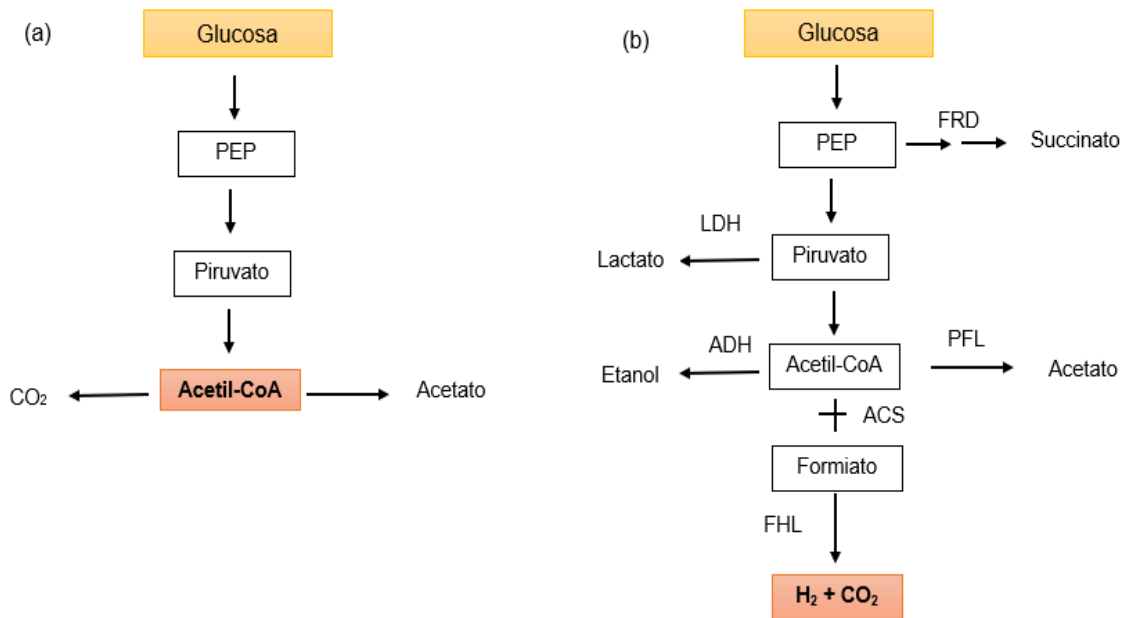 (a)
Glucosa
PEP
Piruvato
CO₂
Acetil-CoA
Acetato
(b)
Glucosa
FRD
PEP
Succinato
LDH
Lactato
Piruvato
ADH
PFL
Etanol
Acetil-CoA
Acetato
ACS
Formiato
FHL
H₂ + CO₂